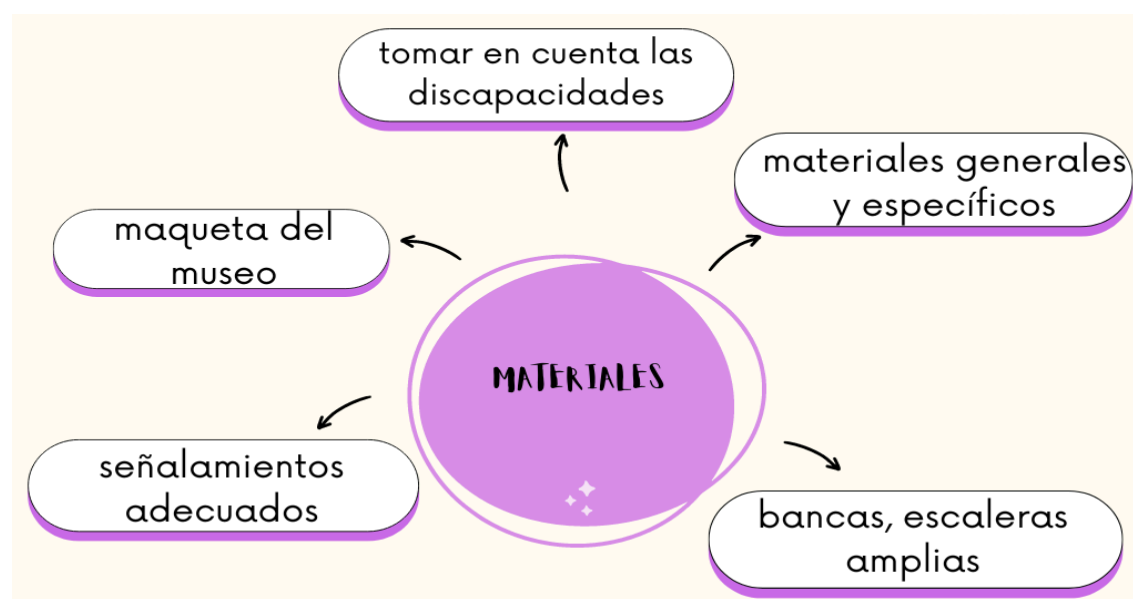 tomar en cuenta las
discapacidades
materiales generales
y específicos
maqueta del
museo
MATERIALES
señalamientos
adecuados
bancas, escaleras
amplias